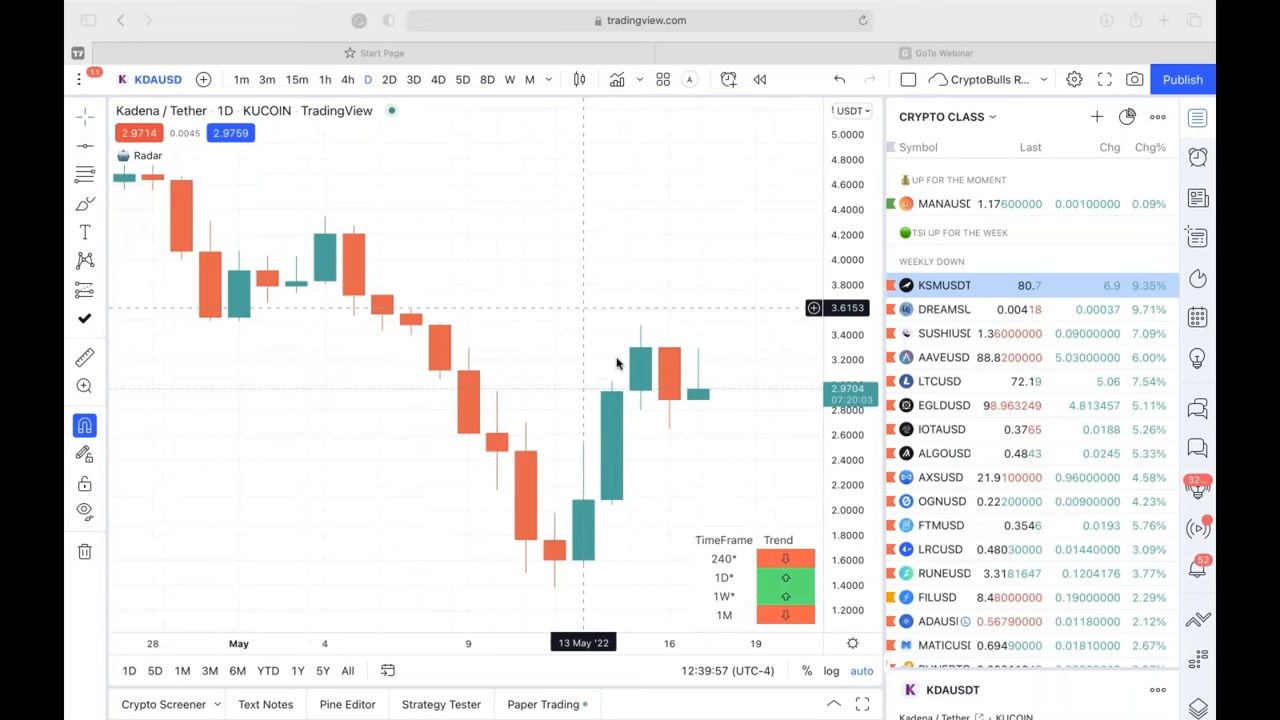 tradingview.com
17
Start Page
GoTo Webinar
11
KDAUSD
1m 3m 15m 1h 4h D 2D 3D 4D 5D 8D W M
A
CryptoBulls R...
Publish
Kadena / Tether · 1D · KUCOIN · TradingView
2.9714 0.0045 2.9759
Radar
USDT
5.0000
4.8000
4.6000
4.4000
4.2000
4.0000
3.8000
3.6153
3.4000
3.2000
2.9704
07:20:03
2.8000
2.6000
2.4000
2.2000
2.0000
1.8000
1.6000
1.4000
1.2000
TimeFrame Trend
240*
1D*
1W*
1M
28 May 4 9 13 May '22 16 19
1D 5D 1M 3M 6M YTD 1Y 5Y All
12:39:57 (UTC-4) % log auto
Crypto Screener Text Notes Pine Editor Strategy Tester Paper Trading
CRYPTO CLASS
Symbol Last Chg Chg%
UP FOR THE MOMENT
MANAUSD 1.17600000 0.00100000 0.09%
TSI UP FOR THE WEEK
WEEKLY DOWN
KSMUSDT 80.7 6.9 9.35%
DREAMSU 0.00418 0.00037 9.71%
SUSHIUSD 1.36000000 0.09000000 7.09%
AAVEUSD 88.8200000 5.03000000 6.00%
LTCUSD 72.19 5.06 7.54%
EGLDUSD 98.963249 4.813457 5.11%
IOTAUSD 0.3765 0.0188 5.26%
ALGOUSD 0.4843 0.0245 5.33%
AXSUSD 21.9100000 0.96000000 4.58%
OGNUSD 0.22200000 0.00900000 4.23%
FTMUSD 0.3546 0.0193 5.76%
LRCUSD 0.48030000 0.01440000 3.09%
RUNEUSD 3.3181647 0.1204176 3.77%
FILUSD 8.48000000 0.19000000 2.29%
ADAUSI 0.56790000 0.01180000 2.12%
MATICUSD 0.69490000 0.01810000 2.67%
KDAUSDT
Kadena / Tether · KUCOIN
32
52